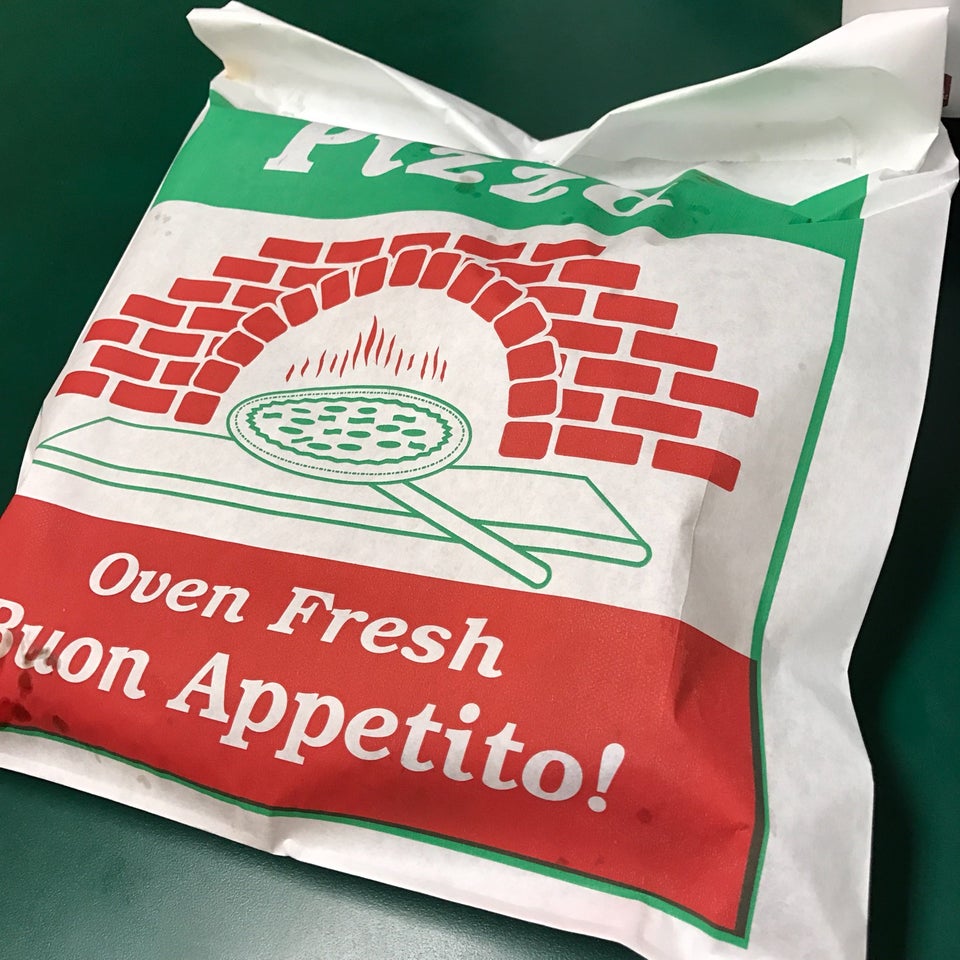 Pizza
Oven Fresh
Buon Appetito!